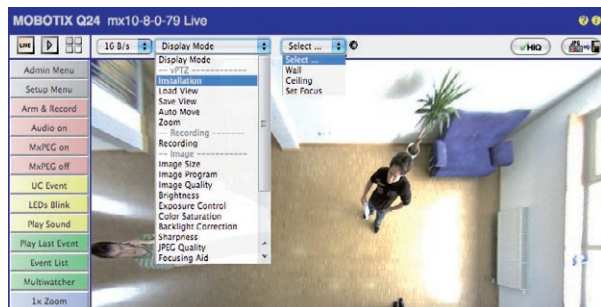 MOBOTIX Q24 mx10-8-0-79 Live
LIVE
16 B/s
Display Mode
Select ...
HiQ
Admin Menu
Setup Menu
Arm & Record
Audio on
MxPEG on
MxPEG off
UC Event
LEDs Blink
Play Sound
Play Last Event
Event List
Multiwatcher
1x Zoom
Display Mode
-- vPTZ ------------
Installation
Load View
Save View
Auto Move
Zoom
-- Recording --------
Recording
-- Image ------------
Image Size
Image Program
Image Quality
Brightness
Exposure Control
Color Saturation
Backlight Correction
Sharpness
JPEG Quality
Focusing Aid
Select ...
Wall
Ceiling
Set Focus